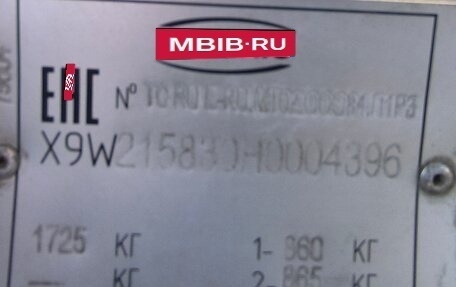 MBIB.RU
ЕАС
№
X9W215830H0004396
1725 КГ 1- 860 КГ
КГ 2- 865 КГ